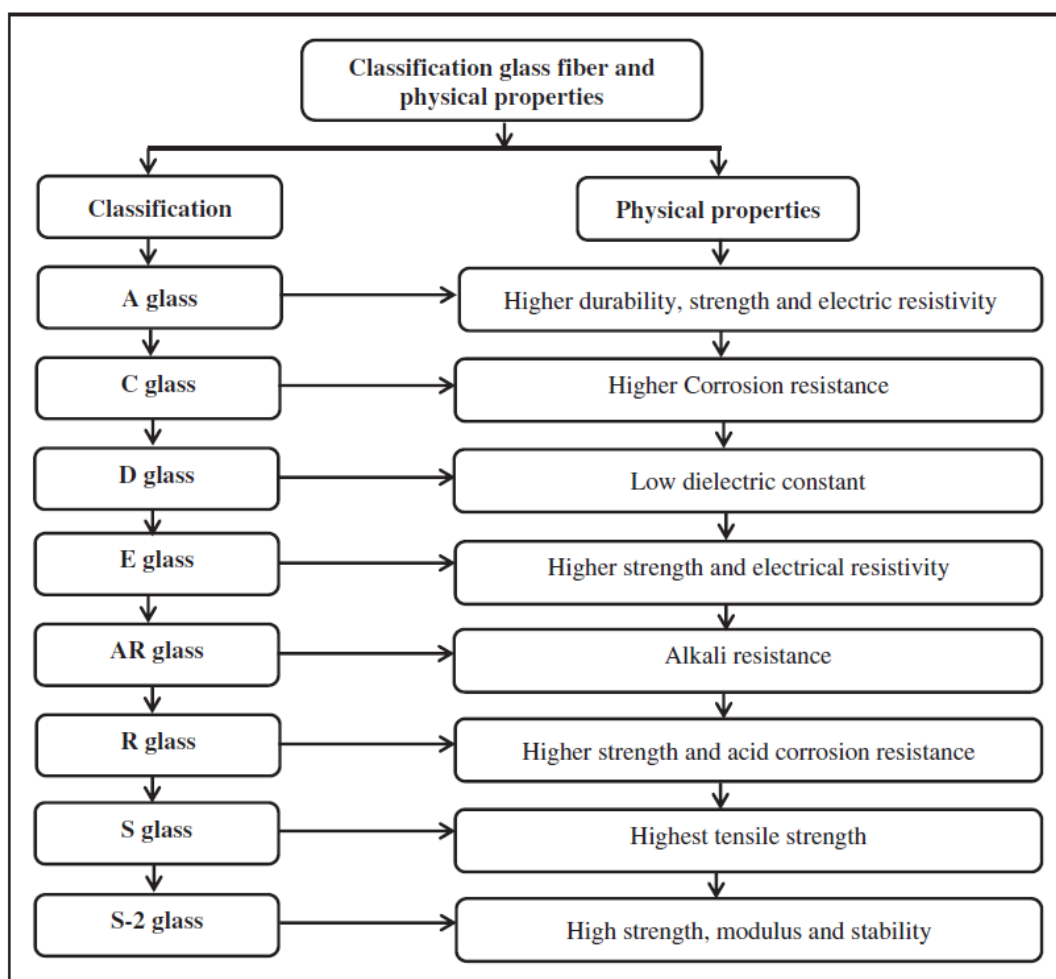 Classification glass fiber and
physical properties
Classification
Physical properties
A glass
Higher durability, strength and electric resistivity
C glass
Higher Corrosion resistance
D glass
Low dielectric constant
E glass
Higher strength and electrical resistivity
AR glass
Alkali resistance
R glass
Higher strength and acid corrosion resistance
S glass
Highest tensile strength
S-2 glass
High strength, modulus and stability